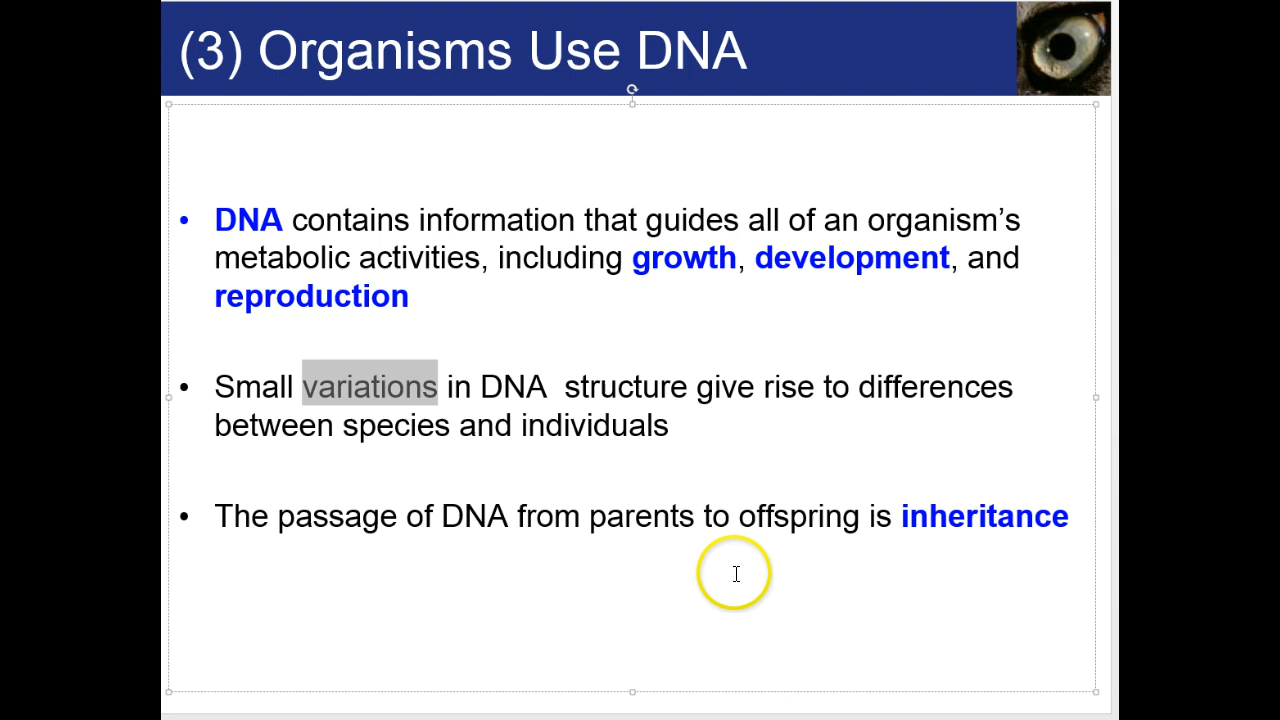 (3) Organisms Use DNA
• DNA contains information that guides all of an organism’s
metabolic activities, including growth, development, and
reproduction
• Small variations in DNA  structure give rise to differences
between species and individuals
• The passage of DNA from parents to offspring is inheritance